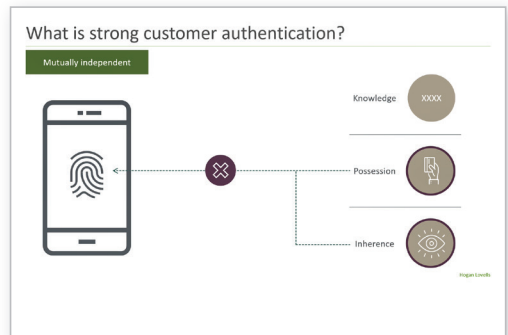 What is strong customer authentication?
Mutually independent
Knowledge
XXXX
Possession
Inherence
Hogan Lovells